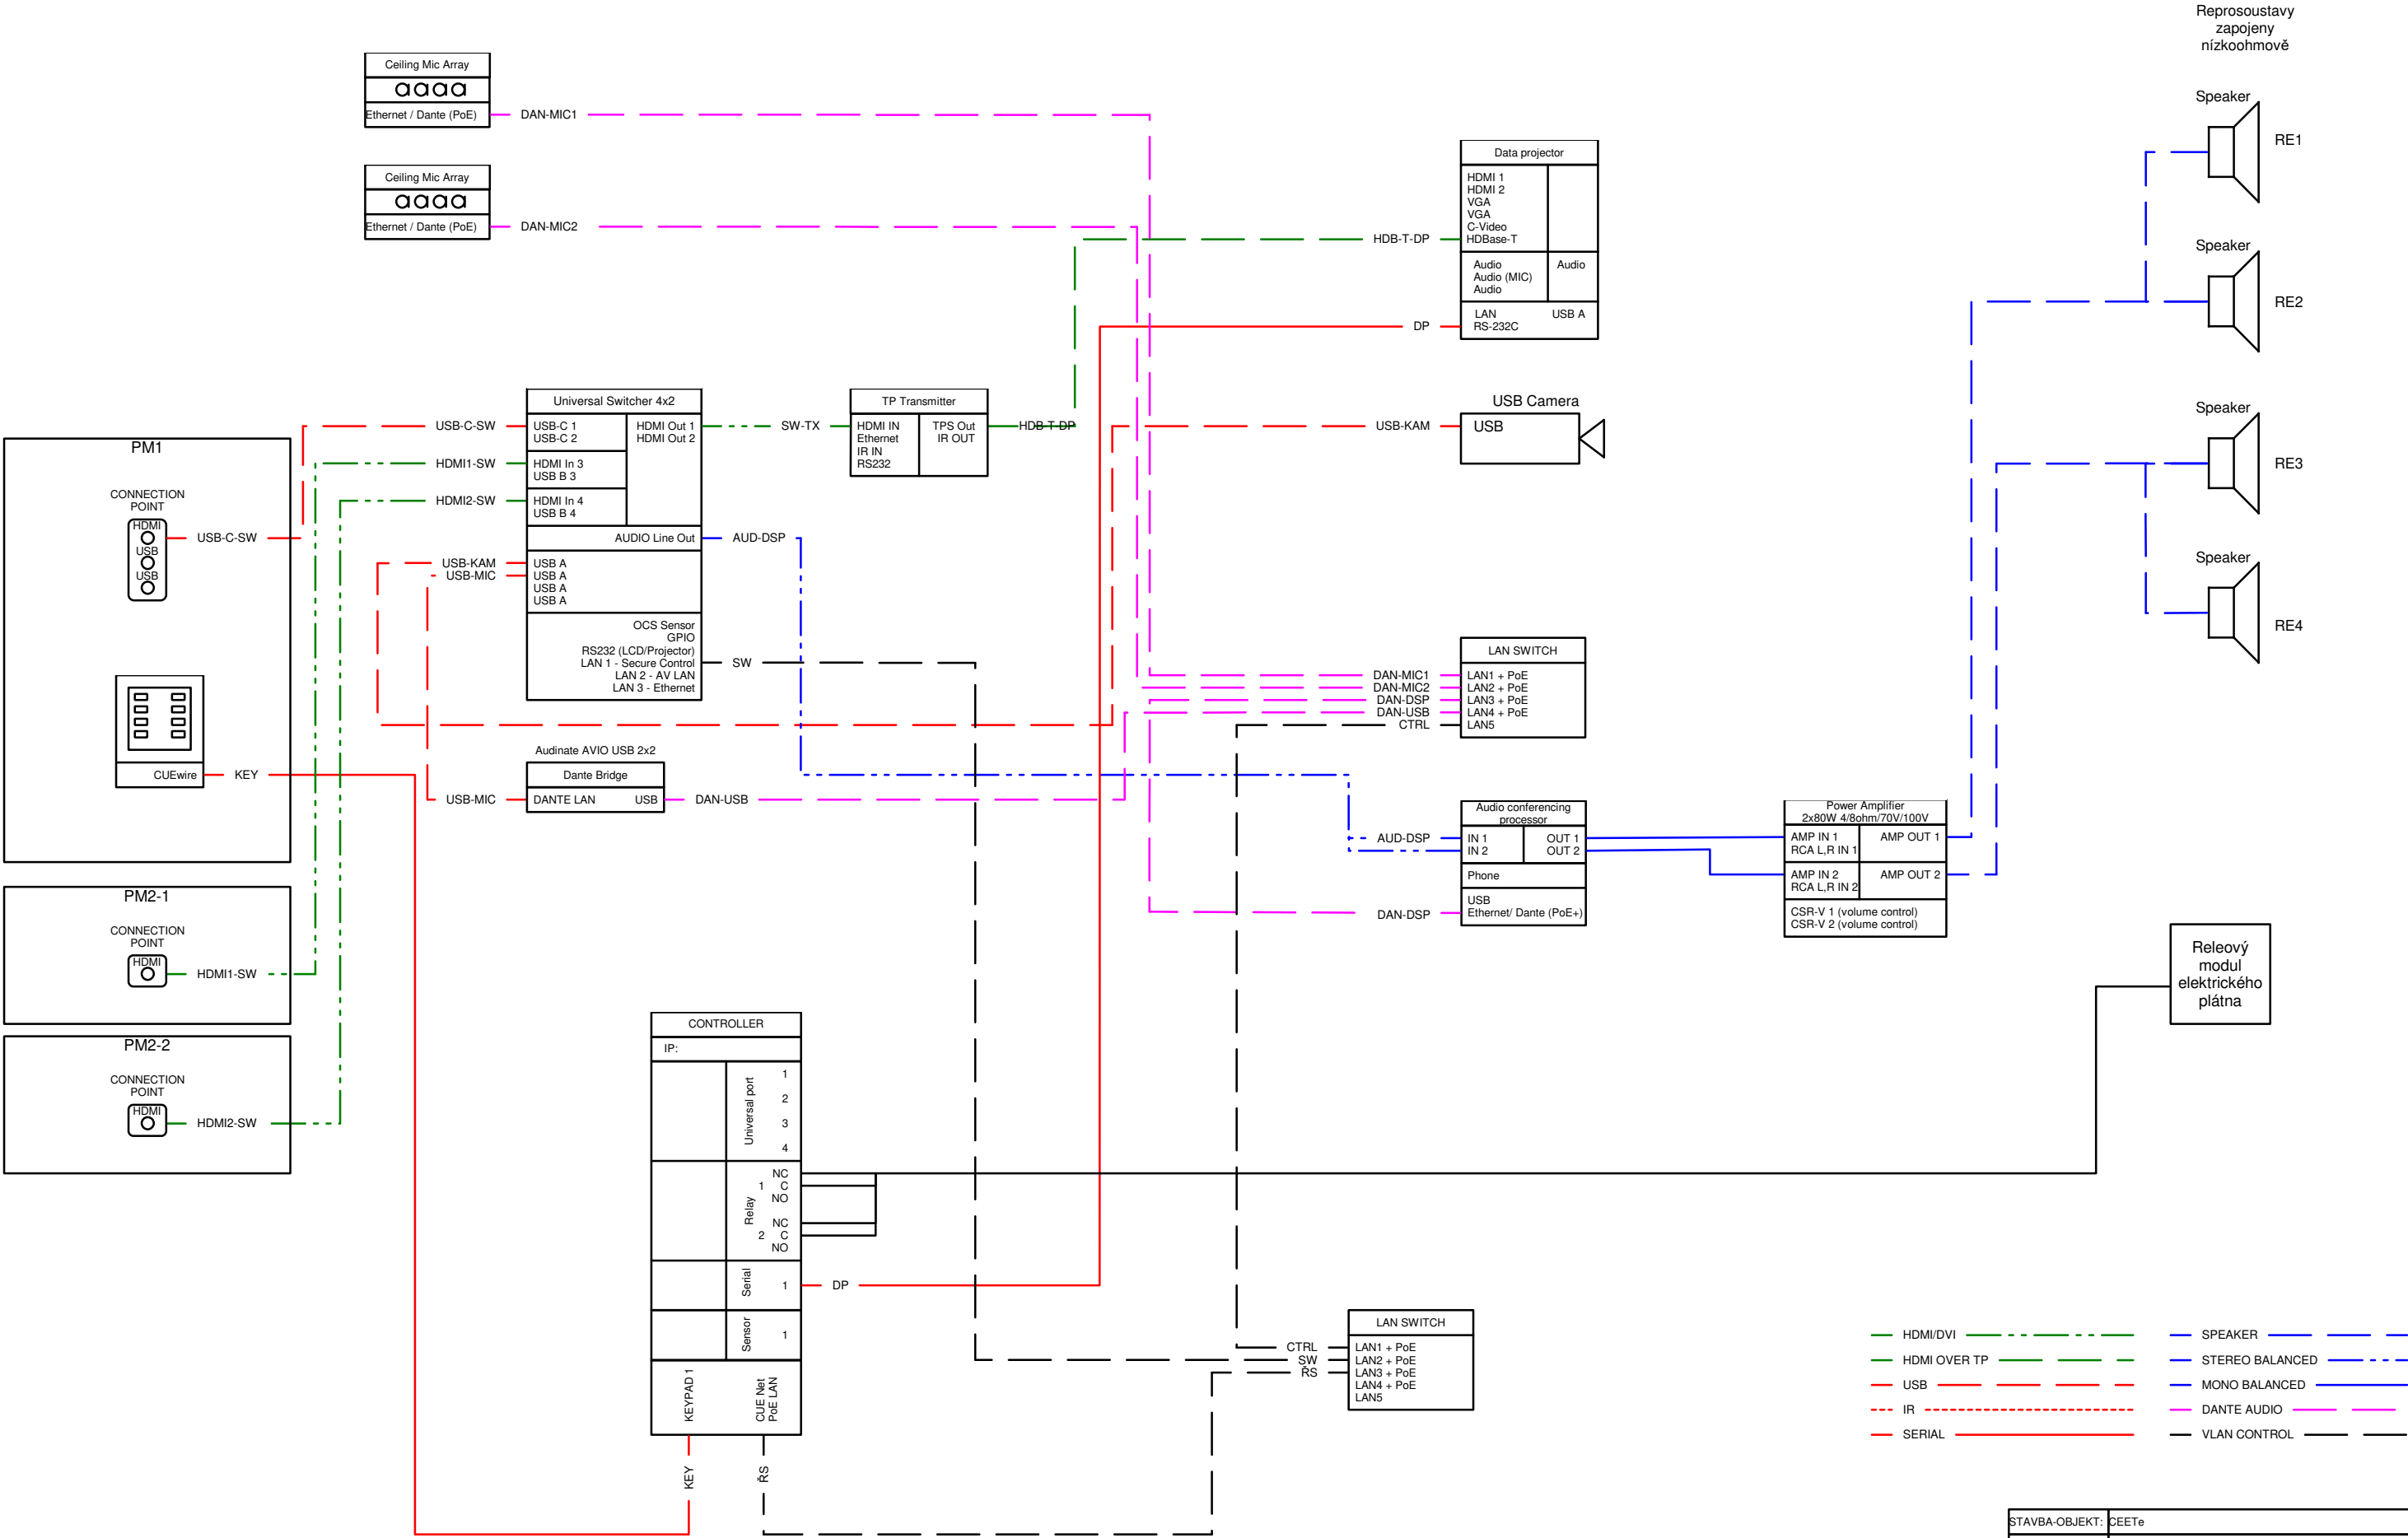 Reprosoustavy
zapojeny
nízkoohmově
Ceiling Mic Array
Ethernet / Dante (PoE)
DAN-MIC1
Ceiling Mic Array
Ethernet / Dante (PoE)
DAN-MIC2
Data projector
HDMI 1
HDMI 2
VGA
VGA
C-Video
HDBase-T
Audio
Audio (MIC)
Audio
Audio
LAN
RS-232C
USB A
HDB-T-DP
DP
Speaker
RE1
Speaker
RE2
Speaker
RE3
Speaker
RE4
PM1
CONNECTION
POINT
HDMI
USB
USB
USB-C-SW
CUEwire
KEY
PM2-1
CONNECTION
POINT
HDMI
HDMI1-SW
PM2-2
CONNECTION
POINT
HDMI
HDMI2-SW
USB-C-SW
HDMI1-SW
HDMI2-SW
USB-KAM
USB-MIC
Universal Switcher 4x2
USB-C 1
USB-C 2
HDMI In 3
USB B 3
HDMI In 4
USB B 4
HDMI Out 1
HDMI Out 2
AUDIO Line Out
USB A
USB A
USB A
USB A
OCS Sensor
GPIO
RS232 (LCD/Projector)
LAN 1 - Secure Control
LAN 2 - AV LAN
LAN 3 - Ethernet
SW-TX
AUD-DSP
SW
TP Transmitter
HDMI IN
Ethernet
IR IN
RS232
TPS Out
IR OUT
HDB-T-DP
USB Camera
USB-KAM
USB
Audinate AVIO USB 2x2
Dante Bridge
DANTE LAN
USB
USB-MIC
DAN-USB
LAN SWITCH
DAN-MIC1
DAN-MIC2
DAN-DSP
DAN-USB
CTRL
LAN1 + PoE
LAN2 + PoE
LAN3 + PoE
LAN4 + PoE
LAN5
Audio conferencing
processor
AUD-DSP
IN 1
IN 2
OUT 1
OUT 2
Phone
USB
Ethernet/ Dante (PoE+)
DAN-DSP
Power Amplifier
2x80W 4/8ohm/70V/100V
AMP IN 1
RCA L,R IN 1
AMP OUT 1
AMP IN 2
RCA L,R IN 2
AMP OUT 2
CSR-V 1 (volume control)
CSR-V 2 (volume control)
Releový
modul
elektrického
plátna
CONTROLLER
IP:
Universal port
1
2
3
4
Relay
NC
1 C
NO
NC
2 C
NO
Serial
1
DP
Sensor
1
KEYPAD 1
CUE Net
PoE LAN
KEY
ŘS
LAN SWITCH
CTRL
SW
ŘS
LAN1 + PoE
LAN2 + PoE
LAN3 + PoE
LAN4 + PoE
LAN5
HDMI/DVI
HDMI OVER TP
USB
IR
SERIAL
SPEAKER
STEREO BALANCED
MONO BALANCED
DANTE AUDIO
VLAN CONTROL
STAVBA-OBJEKT: CEETe